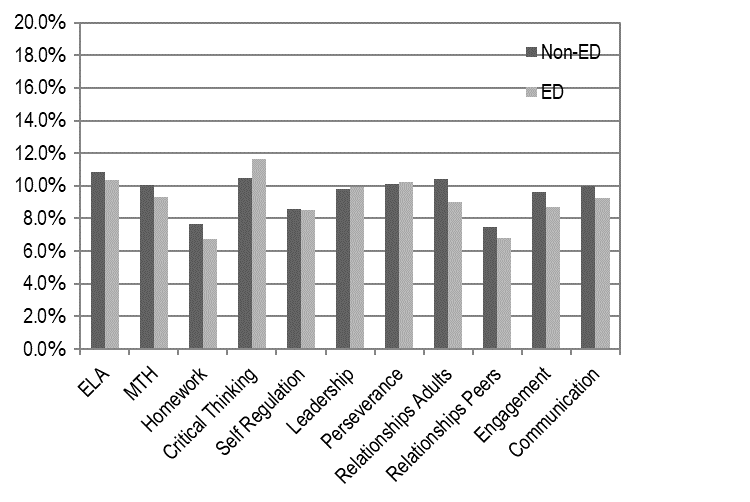 20.0%
18.0%
16.0%
14.0%
12.0%
10.0%
8.0%
6.0%
4.0%
2.0%
0.0%
Non-ED
ED
ELA
MTH
Homework
Critical Thinking
Self Regulation
Leadership
Perseverance
Relationships Adults
Relationships Peers
Engagement
Communication